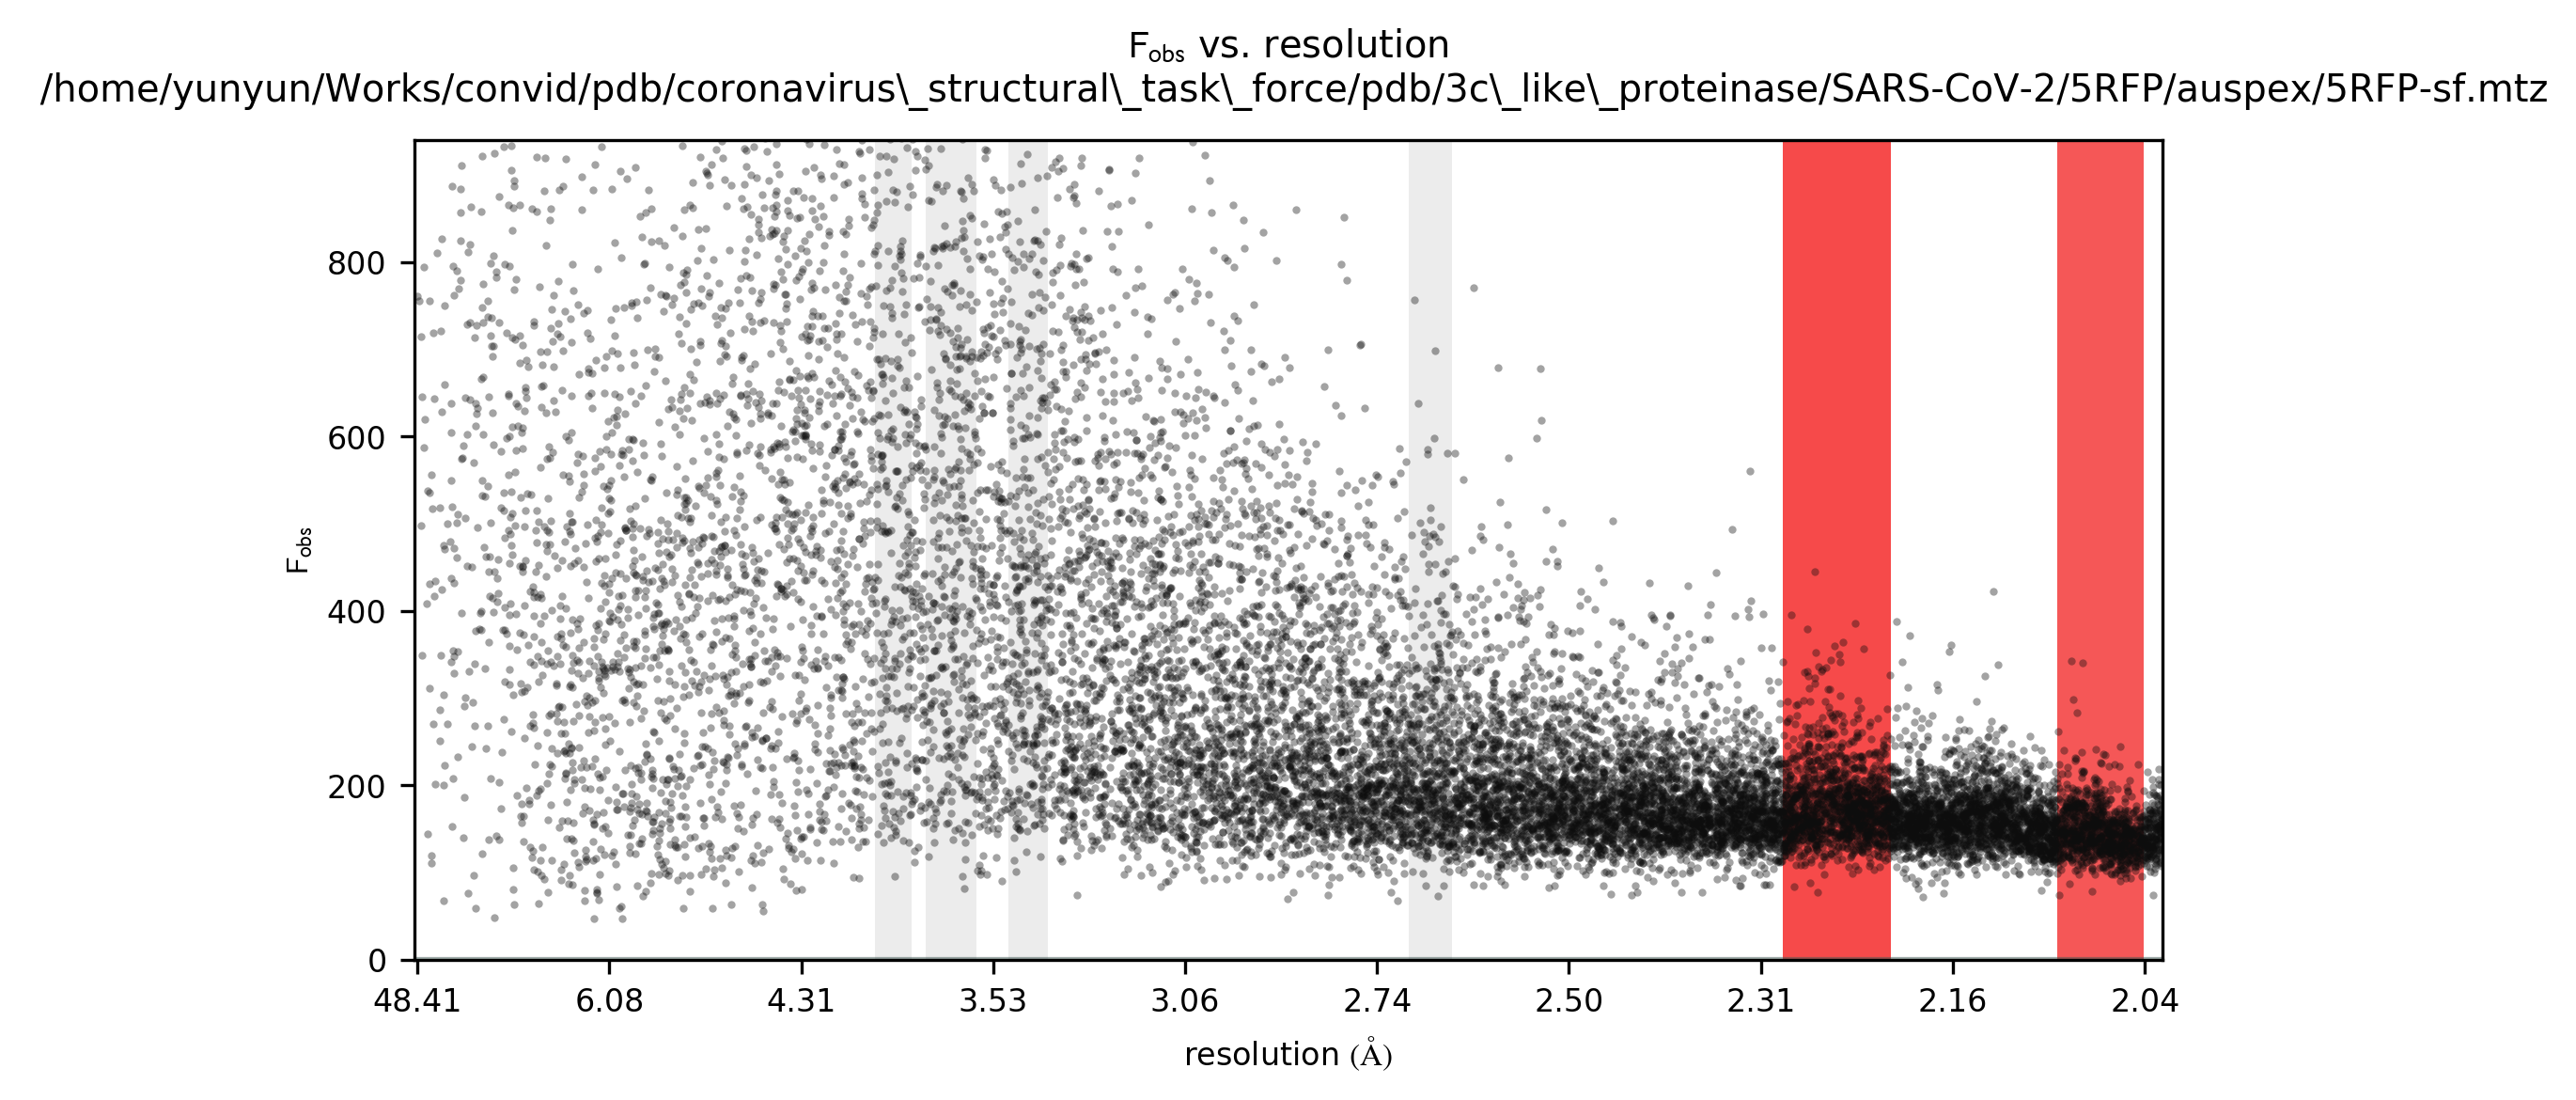 Fobs vs. resolution
/home/yunyun/Works/convid/pdb/coronavirus\_structural\_task\_force/pdb/3c\_like\_proteinase/SARS-CoV-2/5RFP/auspex/5RFP-sf.mtz
800
600
Fobs
400
200
0
48.41 6.08 4.31 3.53 3.06 2.74 2.50 2.31 2.16 2.04
resolution (Å)